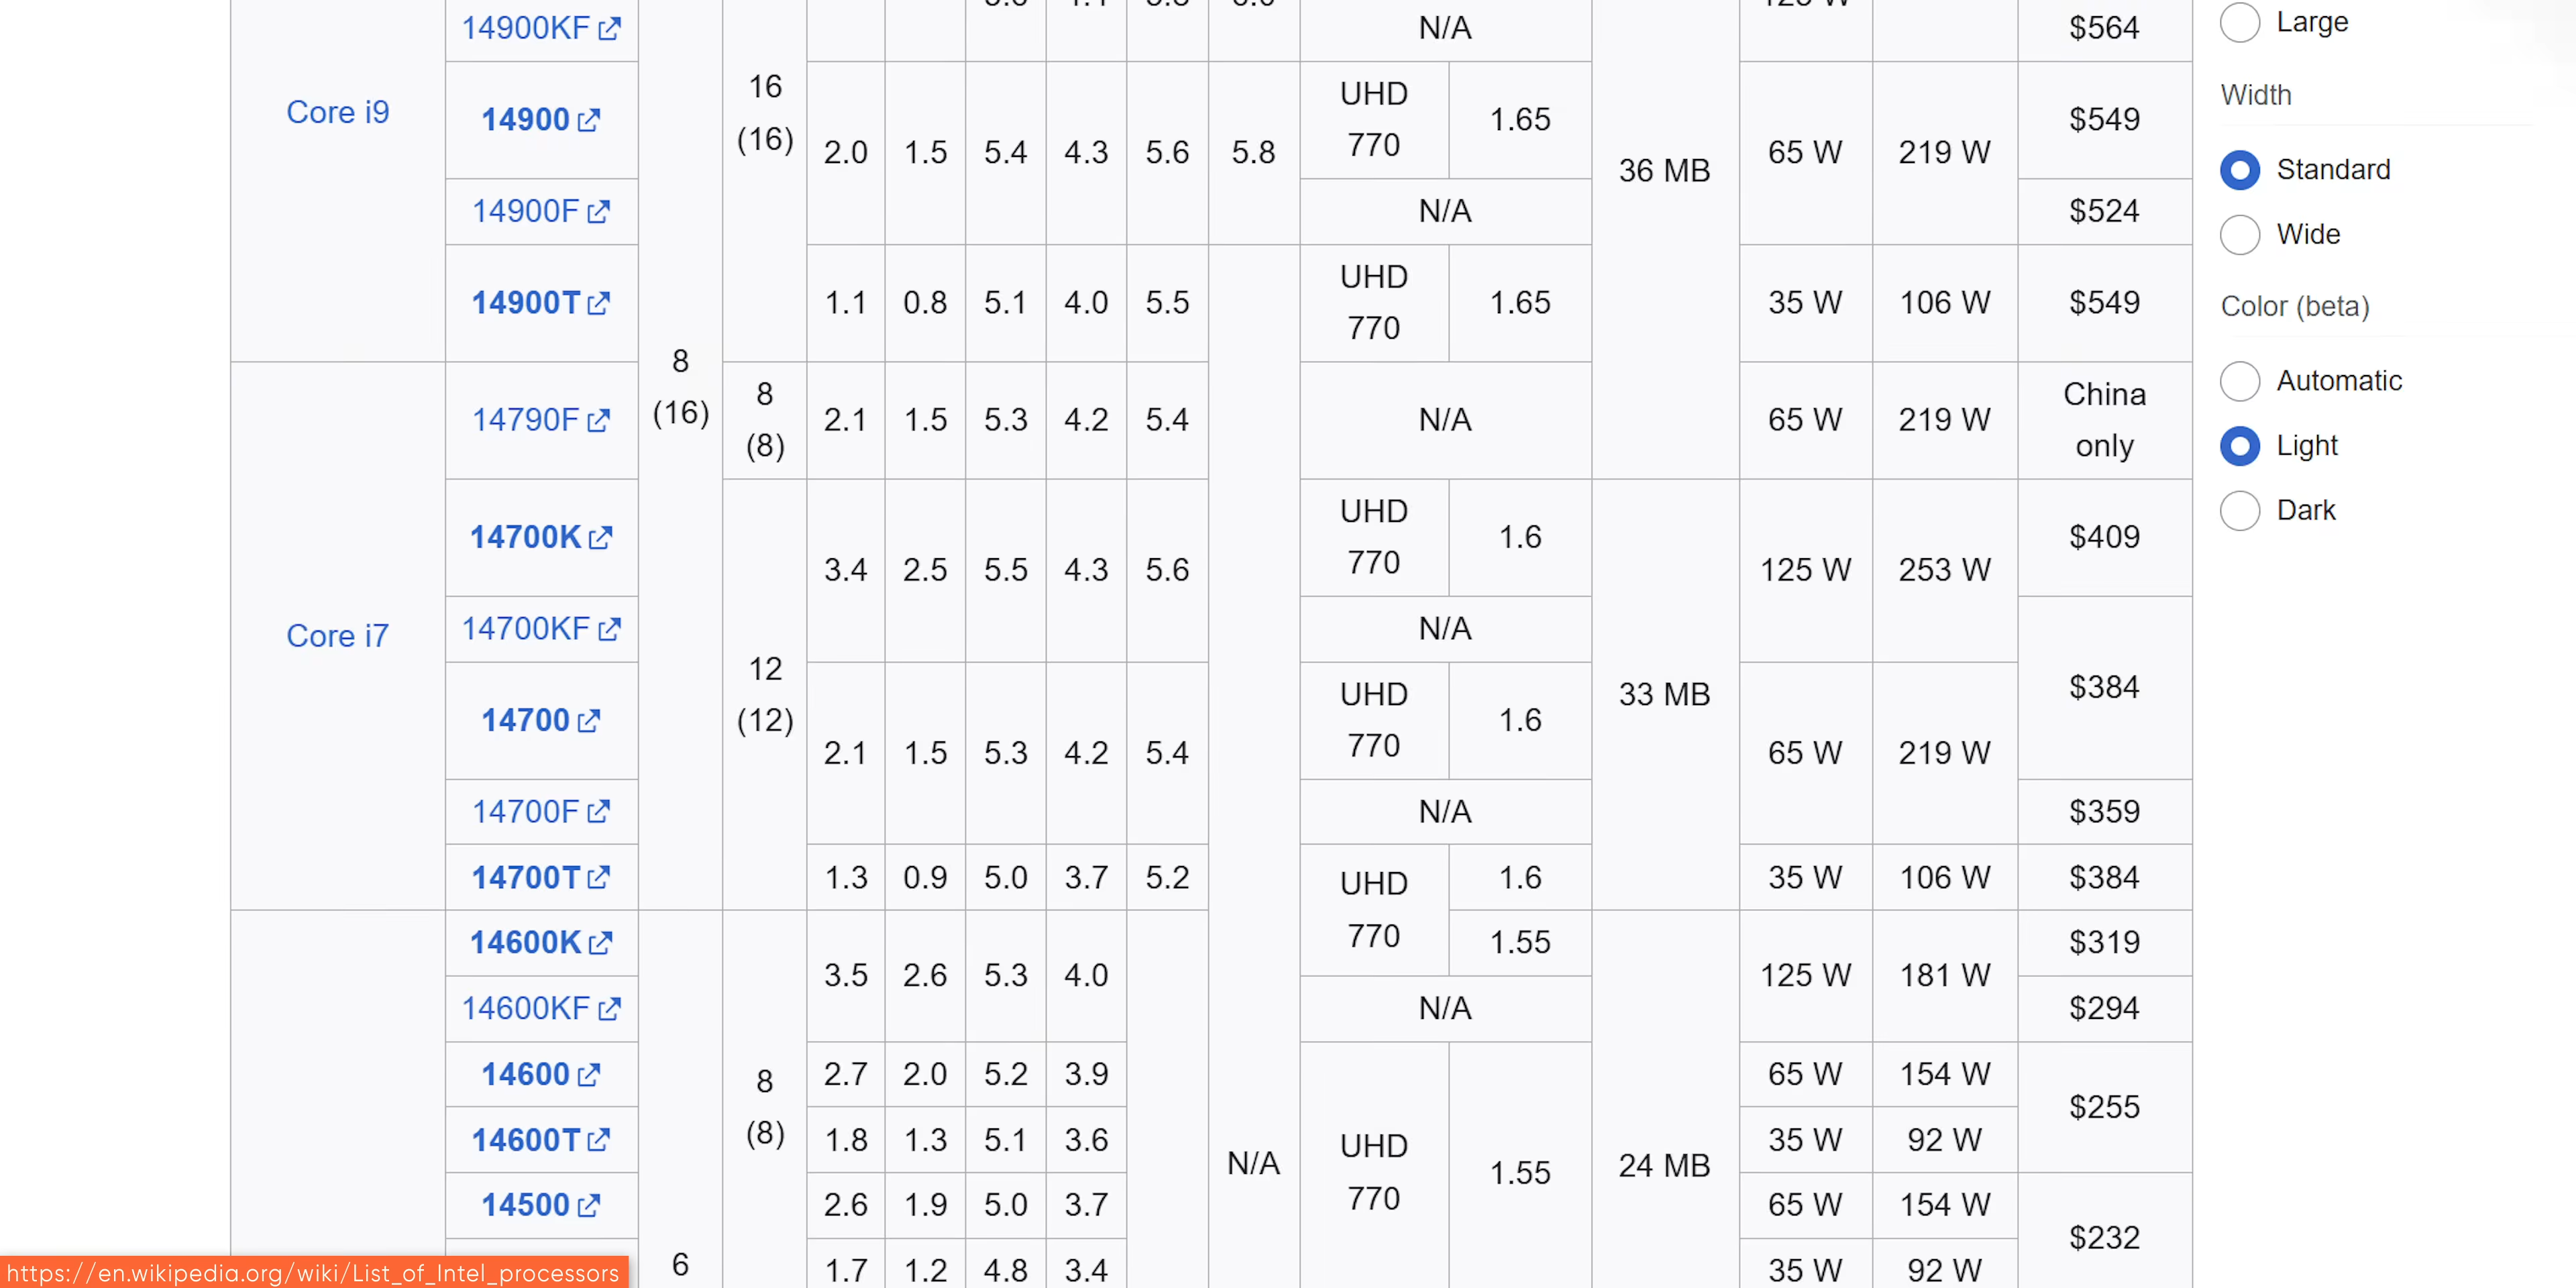 14900KF N/A $564
Core i9 16 (16) 36 MB
14900 2.0 1.5 5.4 4.3 5.6 5.8 UHD 770 1.65 65 W 219 W $549
14900F N/A $524
14900T 1.1 0.8 5.1 4.0 5.5 UHD 770 1.65 35 W 106 W $549
8 (16)
Core i7
14790F 8 (8) 2.1 1.5 5.3 4.2 5.4 N/A 65 W 219 W China only
14700K 12 (12) 3.4 2.5 5.5 4.3 5.6 UHD 770 1.6 33 MB 125 W 253 W $409
14700KF N/A $384
14700 2.1 1.5 5.3 4.2 5.4 UHD 770 1.6 65 W 219 W
14700F N/A $359
14700T 1.3 0.9 5.0 3.7 5.2 UHD 770 1.6 35 W 106 W $384
14600K 8 (8) 3.5 2.6 5.3 4.0 1.55 24 MB 125 W 181 W $319
14600KF N/A $294
14600 2.7 2.0 5.2 3.9 N/A UHD 770 1.55 65 W 154 W $255
14600T 1.8 1.3 5.1 3.6 35 W 92 W
14500 2.6 1.9 5.0 3.7 65 W 154 W $232
6 1.7 1.2 4.8 3.4 35 W 92 W
Large
Width
Standard
Wide
Color (beta)
Automatic
Light
Dark
https://en.wikipedia.org/wiki/List_of_Intel_processors